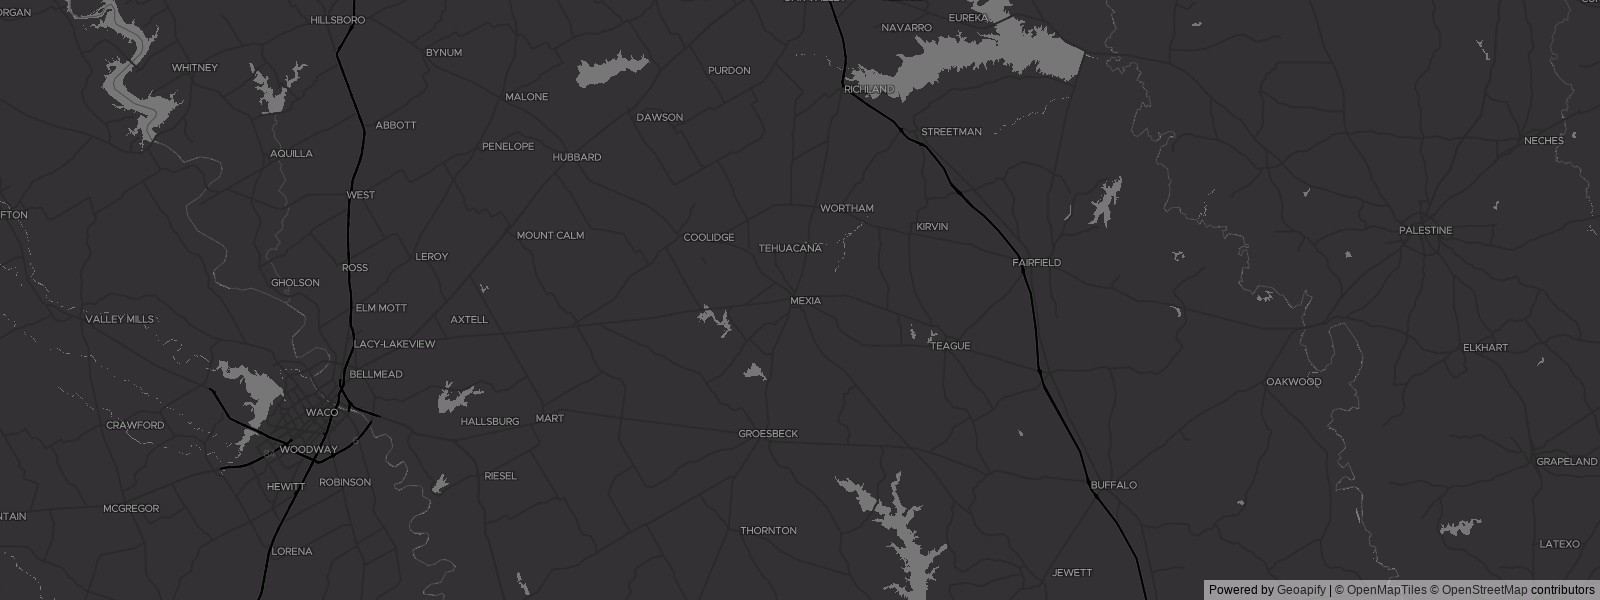 ORGAN
HILLSBORO
EUREKA
NAVARRO
BYNUM
WHITNEY
PURDON
RICHLAND
MALONE
DAWSON
ABBOTT
STREETMAN
NECHES
PENELOPE
AQUILLA
HUBBARD
WEST
WORTHAM
FTON
KIRVIN
PALESTINE
MOUNT CALM
COOLIDGE
TEHUACANA
LEROY
FAIRFIELD
ROSS
GHOLSON
MEXIA
ELM MOTT
VALLEY MILLS
AXTELL
LACY-LAKEVIEW
TEAGUE
ELKHART
BELLMEAD
OAKWOOD
WACO
HALLSBURG
MART
CRAWFORD
GROESBECK
WOODWAY
GRAPELAND
RIESEL
ROBINSON
HEWITT
BUFFALO
MCGREGOR
NTAIN
THORNTON
LATEXO
LORENA
JEWETT
Powered by Geoapify | © OpenMapTiles © OpenStreetMap contributors